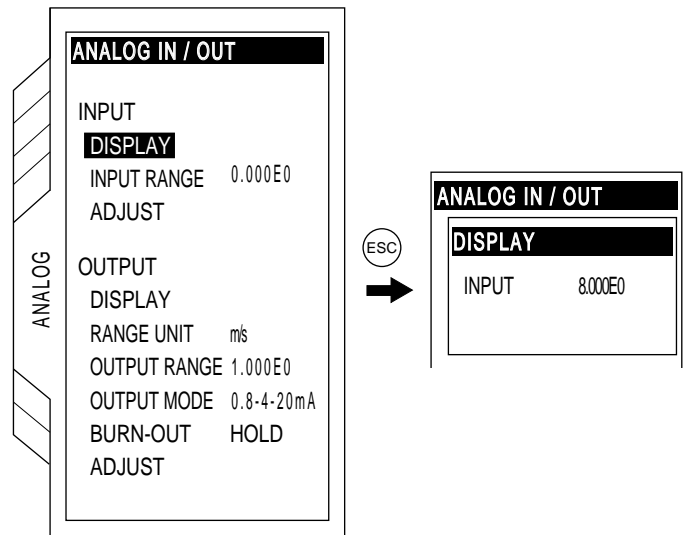 ANALOG IN / OUT
INPUT
DISPLAY
INPUT RANGE 0.000E0
ADJUST
OUTPUT
DISPLAY
RANGE UNIT m/s
OUTPUT RANGE 1.000E0
OUTPUT MODE 0.8-4-20mA
BURN-OUT HOLD
ADJUST
ANALOG
ESC
ANALOG IN / OUT
DISPLAY
INPUT 8.000E0